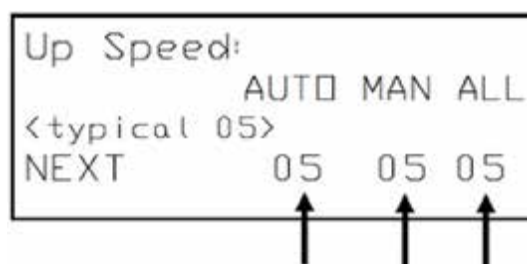 Up Speed:
AUTO□ MAN ALL
<typical 05>
NEXT 05 05 05